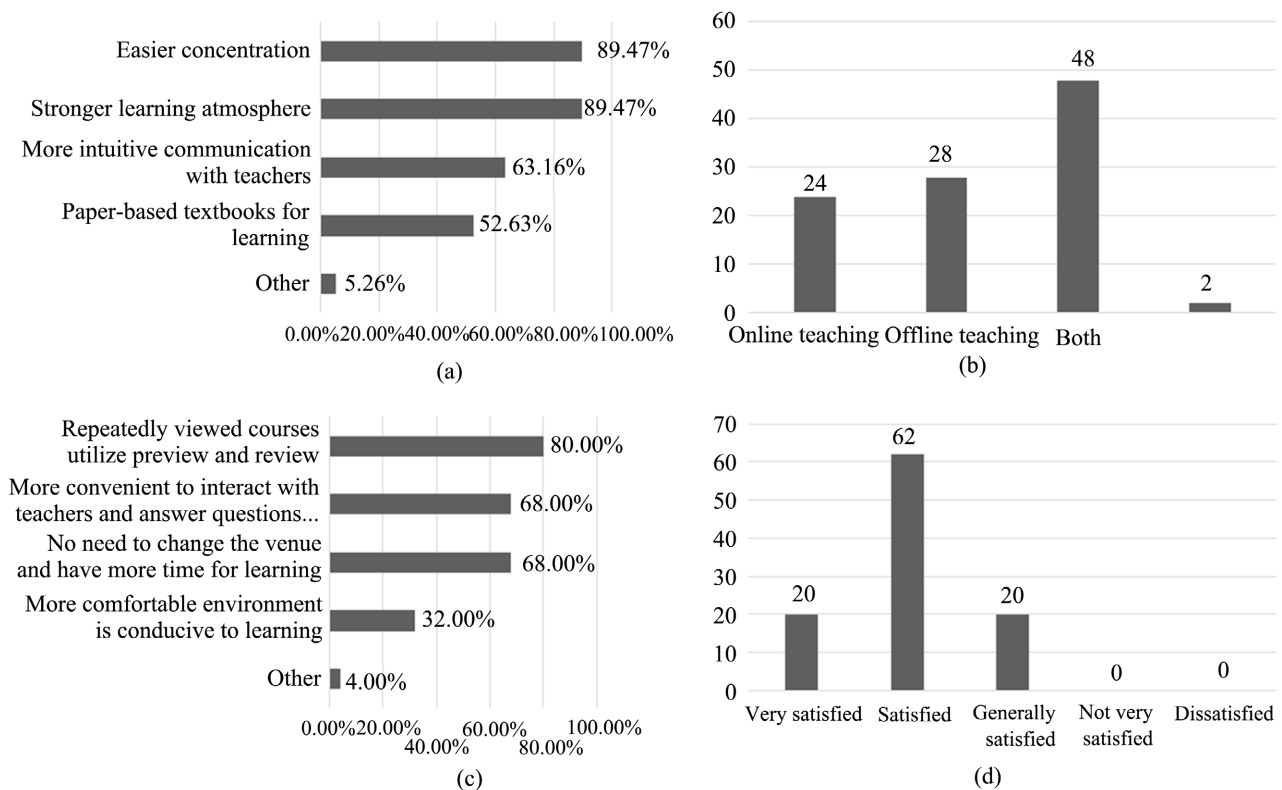 Easier concentration
89.47%
Stronger learning atmosphere
89.47%
More intuitive communication
with teachers
63.16%
Paper-based textbooks for
learning
52.63%
Other
5.26%
0.00% 20.00% 40.00% 60.00% 80.00% 100.00%
(a)
60
50
40
30
20
10
0
24
28
48
2
Online teaching
Offline teaching
Both
(b)
Repeatedly viewed courses
utilize preview and review
80.00%
More convenient to interact with
teachers and answer questions...
68.00%
No need to change the venue
and have more time for learning
68.00%
More comfortable environment
is conducive to learning
32.00%
Other
4.00%
0.00% 20.00% 40.00% 60.00% 80.00% 100.00%
(c)
70
60
50
40
30
20
10
0
20
62
20
0
0
Very satisfied
Satisfied
Generally
satisfied
Not very
satisfied
Dissatisfied
(d)